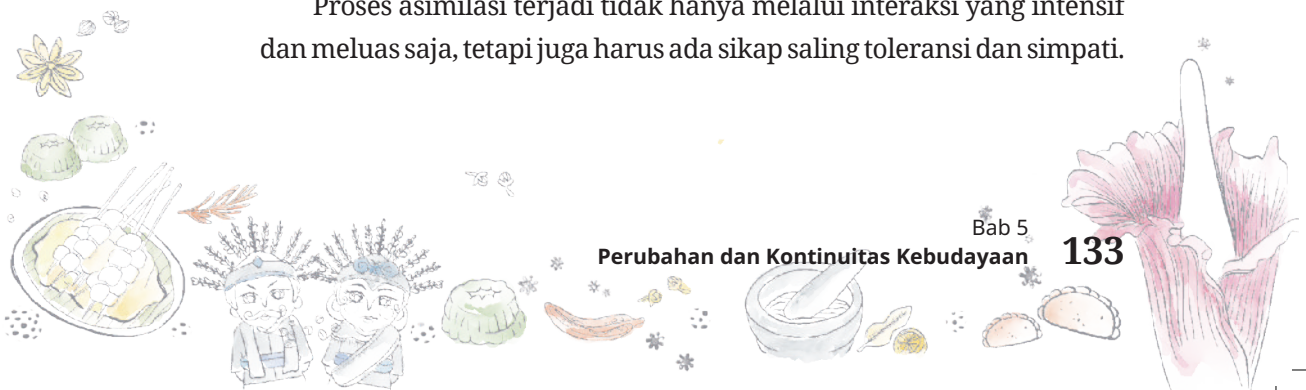 Proses asimilasi terjadi tidak hanya melalui interaksi yang intensif
dan meluas saja, tetapi juga harus ada sikap saling toleransi dan simpati.
Bab 5
Perubahan dan Kontinuitas Kebudayaan 133